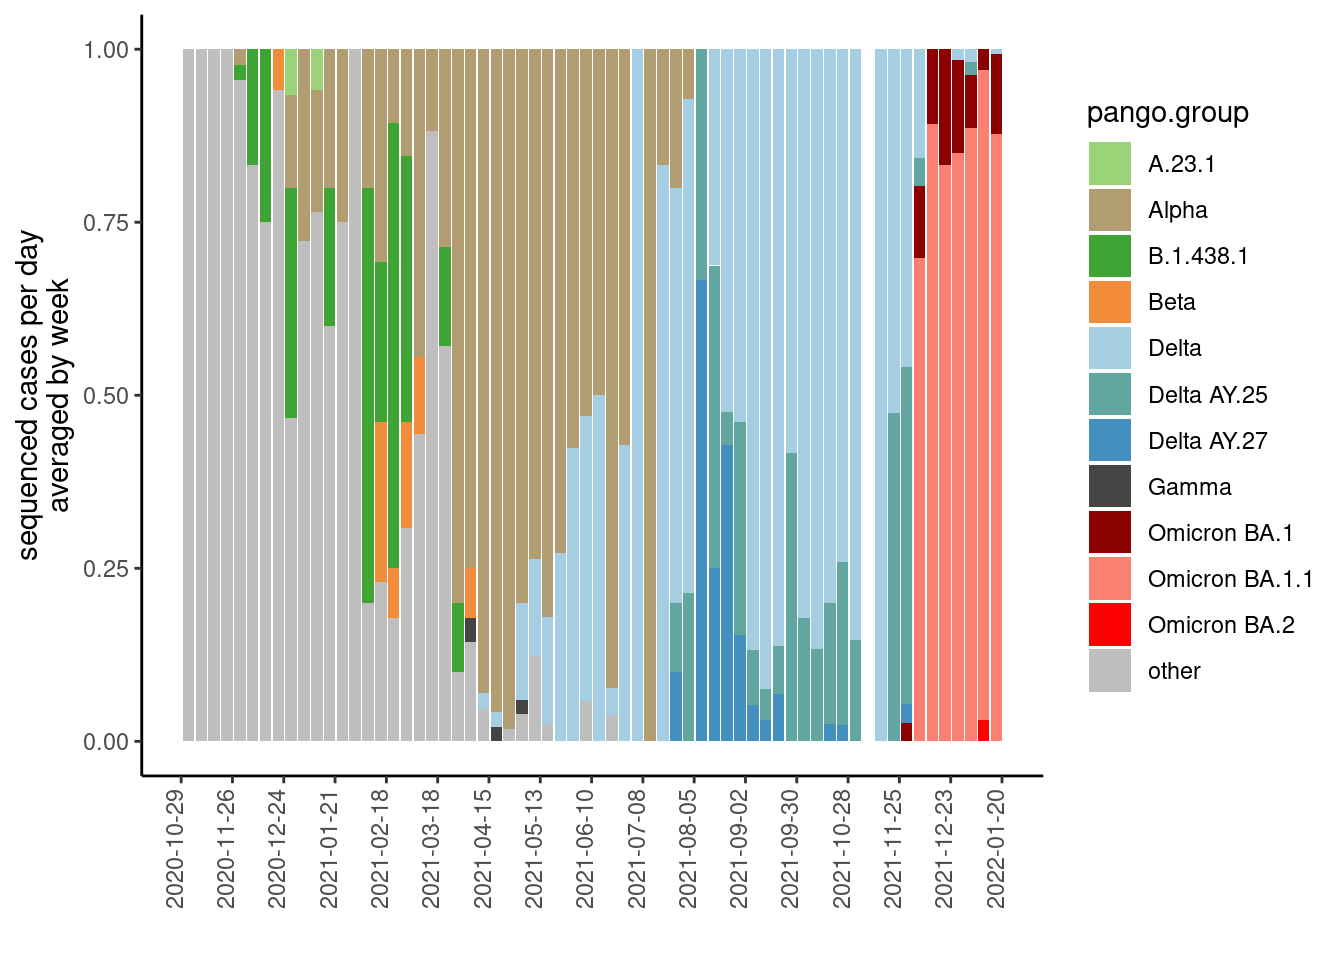 pango.group
A.23.1
Alpha
B.1.438.1
Beta
Delta
Delta AY.25
Delta AY.27
Gamma
Omicron BA.1
Omicron BA.1.1
Omicron BA.2
other
sequenced cases per day
averaged by week
1.00
0.75
0.50
0.25
0.00
2020-10-29
2020-11-26
2020-12-24
2021-01-21
2021-02-18
2021-03-18
2021-04-15
2021-05-13
2021-06-10
2021-07-08
2021-08-05
2021-09-02
2021-09-30
2021-10-28
2021-11-25
2021-12-23
2022-01-20